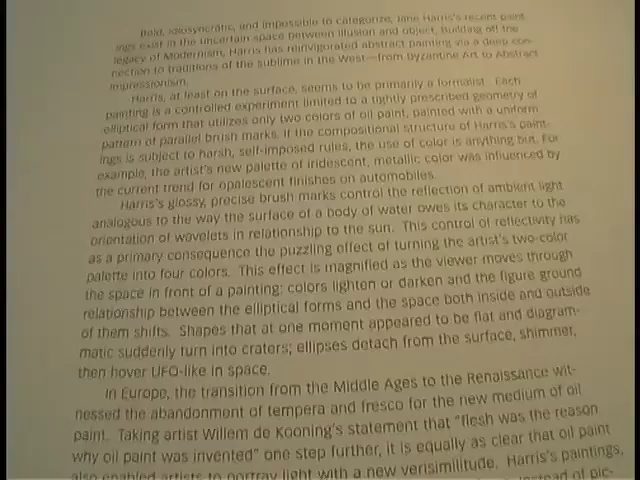 Bold, idiosyncratic, and impossible to categorize, Jane Harris's recent paint-
ings exist in the uncertain space between illusion and object. Building off the
legacy of Modernism, Harris has reinvigorated abstract painting via a deep con-
nection to traditions of the sublime in the West—from Byzantine Art to Abstract
Impressionism.
Harris, at least on the surface, seems to be primarily a formalist. Each
painting is a controlled experiment limited to a tightly prescribed geometry of
elliptical form that utilizes only two colors of oil paint, painted with a uniform
pattern of parallel brush marks. If the compositional structure of Harris's paint-
ings is subject to harsh, self-imposed rules, the use of color is anything but. For
example, the artist's new palette of iridescent, metallic color was influenced by
the current trend for opalescent finishes on automobiles.
Harris's glossy, precise brush marks control the reflection of ambient light
analogous to the way the surface of a body of water owes its character to the
orientation of wavelets in relationship to the sun. This control of reflectivity has
as a primary consequence the puzzling effect of turning the artist's two-color
palette into four colors. This effect is magnified as the viewer moves through
the space in front of a painting: colors lighten or darken and the figure ground
relationship between the elliptical forms and the space both inside and outside
of them shifts. Shapes that at one moment appeared to be flat and diagram-
matic suddenly turn into craters; ellipses detach from the surface, shimmer,
then hover UFO-like in space.
In Europe, the transition from the Middle Ages to the Renaissance wit-
nessed the abandonment of tempera and fresco for the new medium of oil
paint. Taking artist Willem de Kooning's statement that "flesh was the reason
why oil paint was invented" one step further, it is equally as clear that oil paint
also enabled artists to portray light with a new verisimilitude. Harris's paintings,
instead of pic-